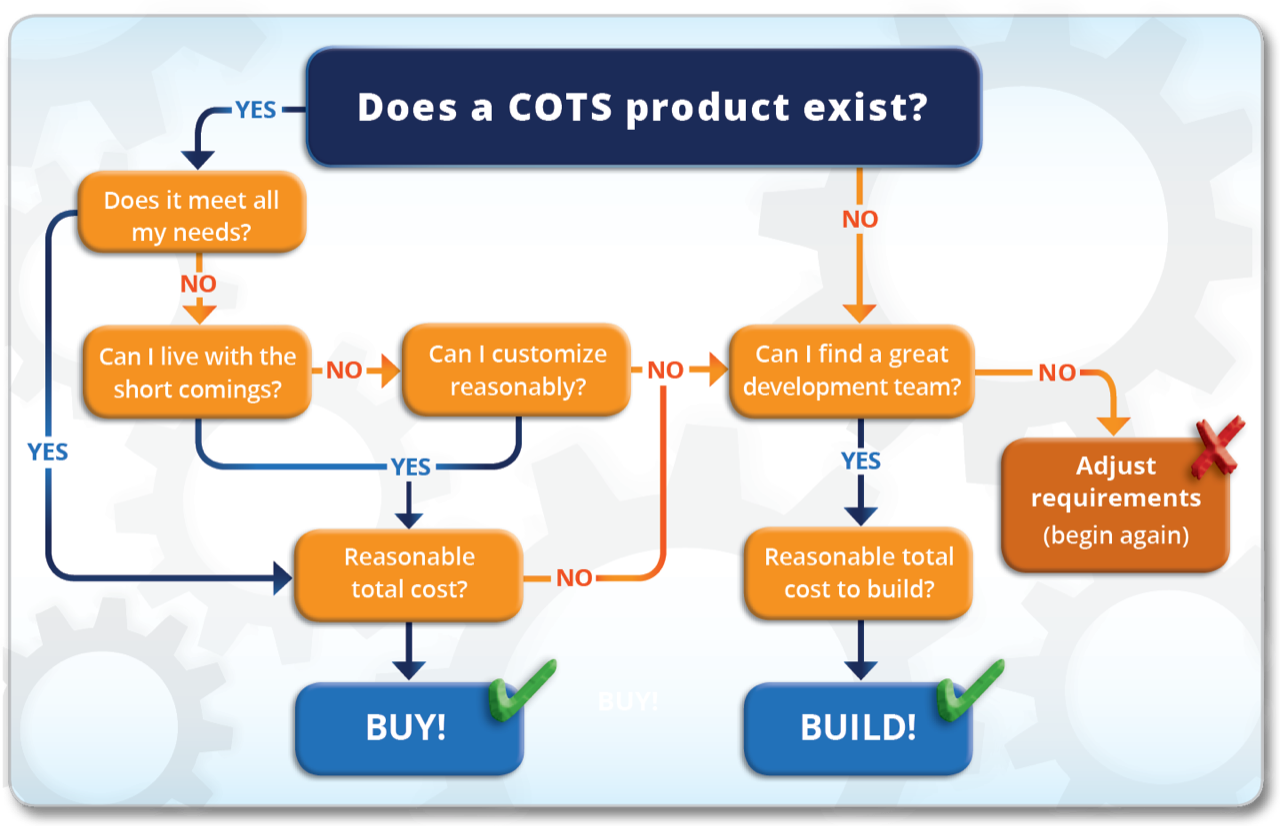 Does a COTS product exist?
YES
Does it meet all
my needs?
NO
NO
Can I live with the
short comings?
NO
Can I customize
reasonably?
NO
Can I find a great
development team?
NO
YES
YES
YES
Adjust
requirements
(begin again)
Reasonable
total cost?
NO
Reasonable total
cost to build?
BUY!
BUY!
BUILD!